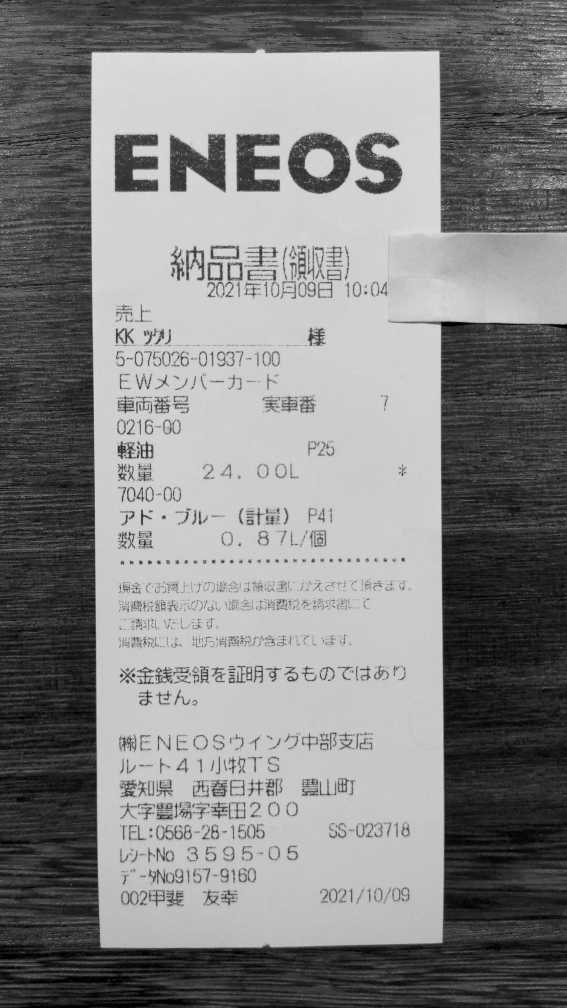 ENEOS
納品書(領収書)
2021年10月09日 10:04
売上
KK ツクリ 様
5-075026-01937-100
EWメンバーカード
車両番号 実車番 7
0216-00
軽油 P25
数量 24.00L *
7040-00
アド・ブルー(計量) P41
数量 0.87L/個
現金でお買上げの場合は領収書にかえさせて頂きます。
消費税額表示のない場合は消費税を請求書にて
ご請求いたします。
消費税には、地方消費税が含まれています。
※金銭受領を証明するものではあり
ません。
㈱ENEOSウイング中部支店
ルート41小牧TS
愛知県 西春日井郡 豊山町
大字豊場字幸田200
TEL:0568-28-1505 SS-023718
レシートNo 3595-05
データNo9157-9160
002甲斐 友幸 2021/10/09